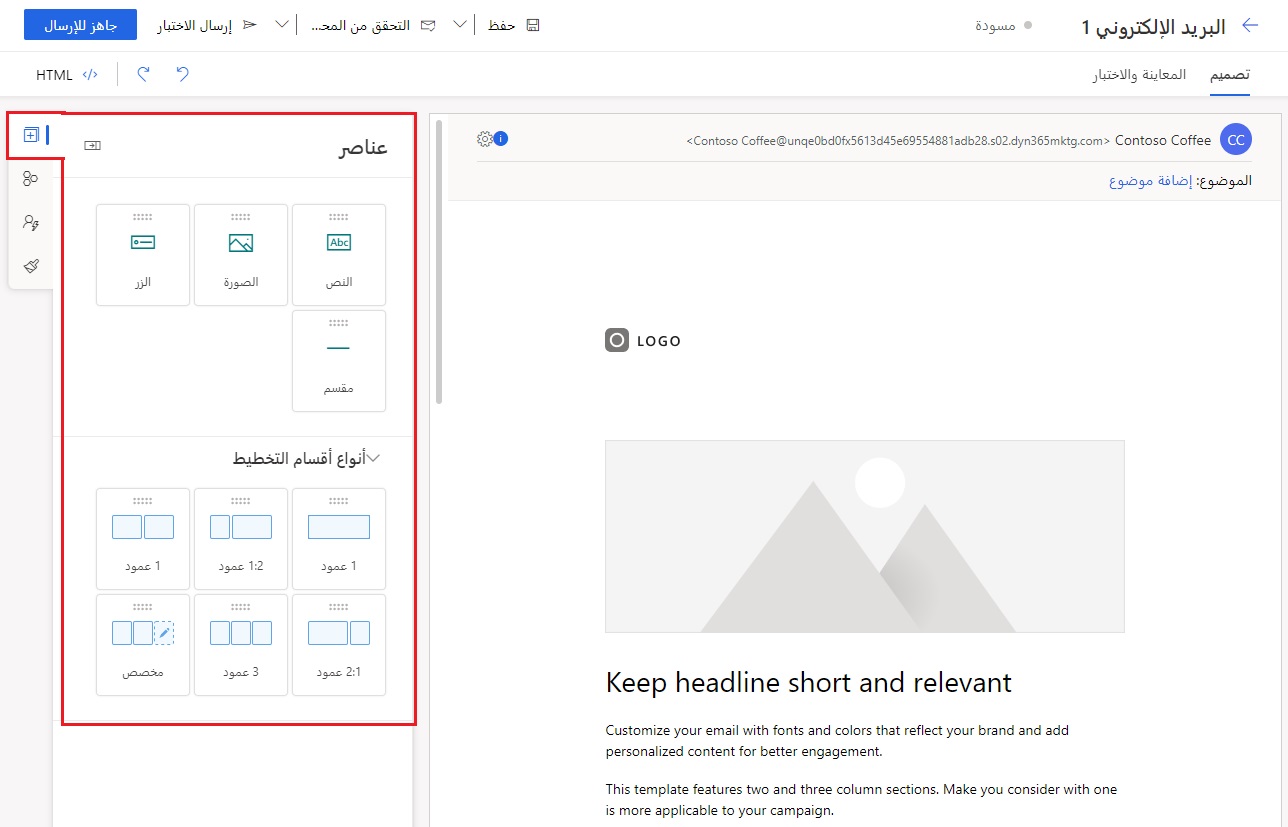 البريد الإلكتروني 1
مسودة
حفظ
التحقق من المحـ...
إرسال الاختبار
جاهز للإرسال
تصميم
المعاينة والاختبار
HTML </>
CC Contoso Coffee <Contoso Coffee@unqe0bd0fx5613d45e69554881adb28.s02.dyn365mktg.com>
الموضوع: إضافة موضوع
عناصر
Abc
النص
الصورة
الزر
مقسم
أنواع أقسام التخطيط
1 عمود
1:2 عمود
1 عمود
2:1 عمود
3 عمود
مخصص
LOGO
Keep headline short and relevant
Customize your email with fonts and colors that reflect your brand and add
personalized content for better engagement.
This template features two and three column sections. Make you consider with one
is more applicable to your campaign.